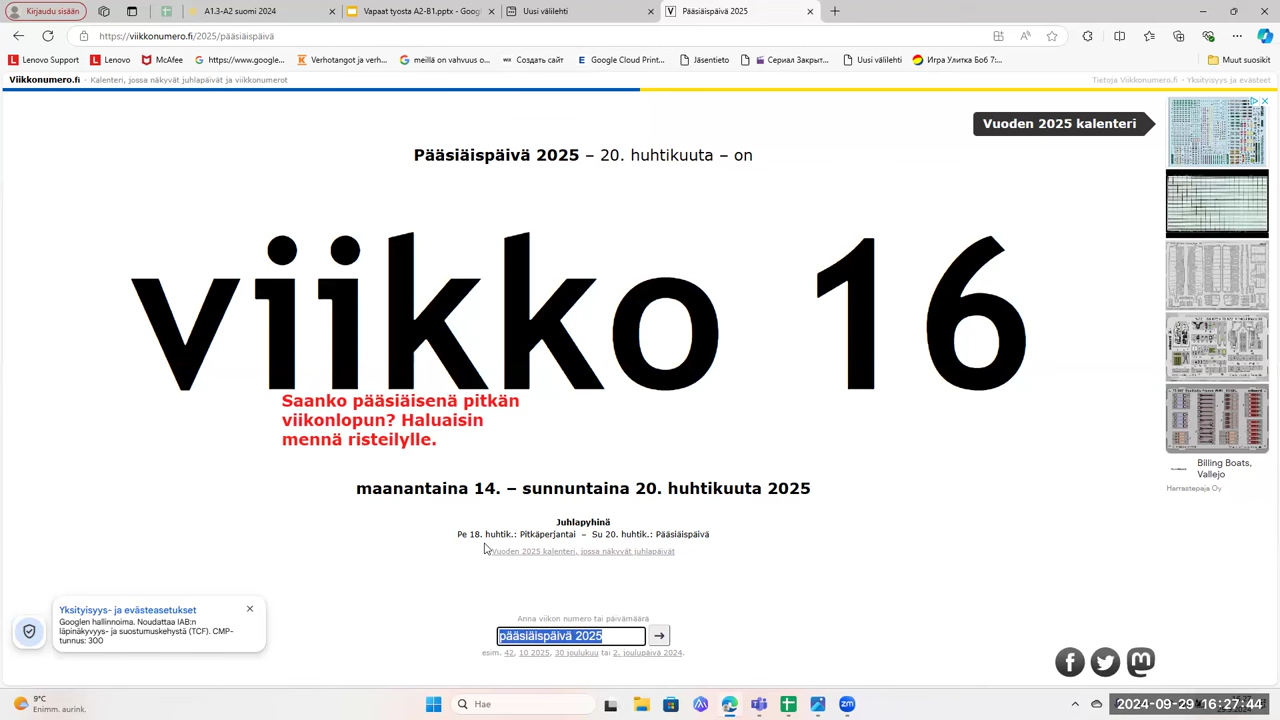 Kirjaudu sisään
A1.3-A2 suomi 2024
Vapaat tyosta A2-B1.pptx - Googl
Uusi välilehti
Pääsiäispäivä 2025
https://viikkonumero.fi/2025/pääsiäispäivä
Lenovo Support
Lenovo
McAfee
https://www.google...
Verhotangot ja verh...
meillä on vahvuus o...
Создать сайт
Google Cloud Print...
Jäsentieto
Сериал Закрыт...
Uusi välilehti
Игра Улитка Боб 7:...
Muut suosikit
Viikkonumero.fi - Kalenteri, jossa näkyvät juhlapäivät ja viikkonumerot
Tietoja Viikkonumero.fi - Yksityisyys ja evästeet
Vuoden 2025 kalenteri
Pääsiäispäivä 2025 – 20. huhtikuuta – on
viikko 16
Saanko pääsiäisenä pitkän
viikonlopun? Haluaisin
mennä risteilylle.
Billing Boats,
Vallejo
Harrastepaja Oy
maanantaina 14. – sunnuntaina 20. huhtikuuta 2025
Juhlapyhinä
Pe 18. huhtik.: Pitkäperjantai – Su 20. huhtik.: Pääsiäispäivä
Vuoden 2025 kalenteri, jossa näkyvät juhlapäivät
Yksityisyys- ja evästeasetukset
Googlen hallinnoima. Noudattaa IAB:n
läpinäkyvyys- ja suostumuskehystä (TCF). CMP-
tunnus: 300
Anna viikon numero tai päivämäärä
pääsiäispäivä 2025
esim. 42, 10 2025, 30 joulukuu tai 2. joulupäivä 2024.
9°C
Enimm. aurink.
Hae
2024-09-29 16:27:44